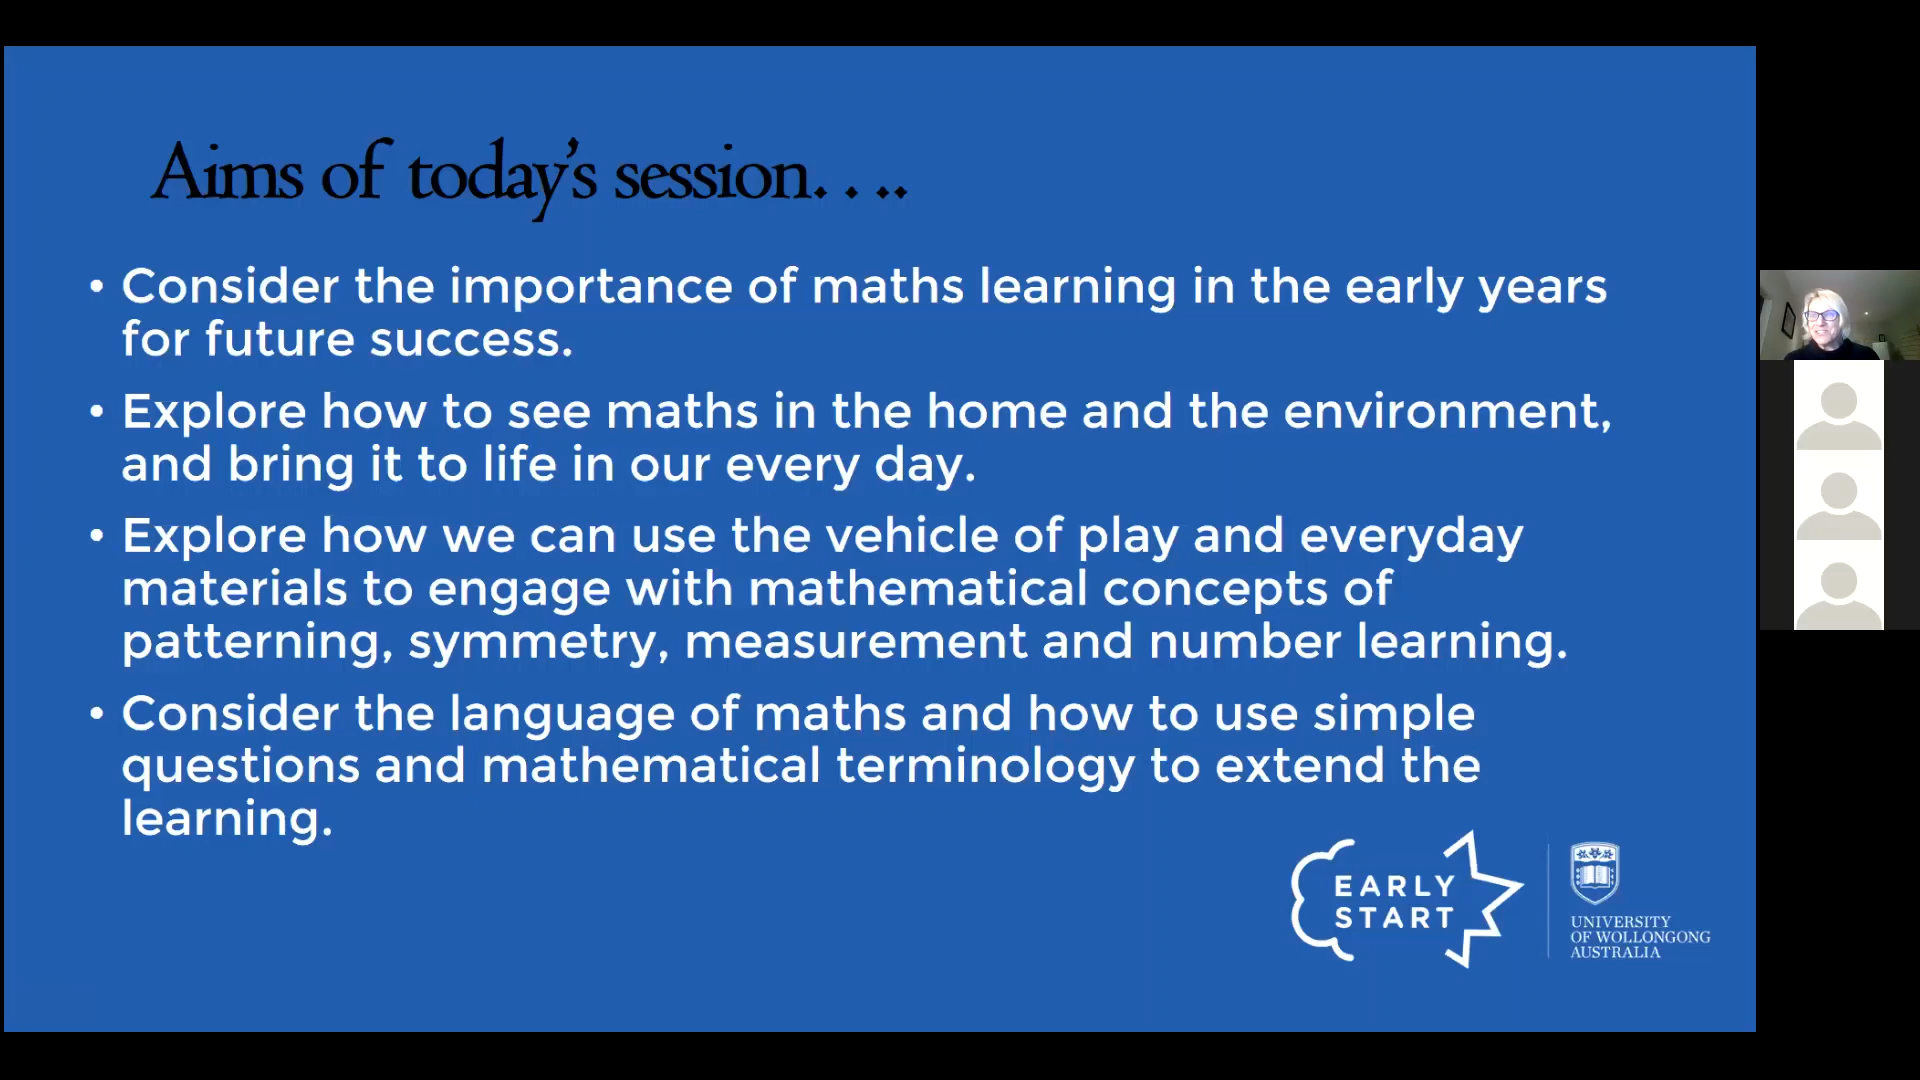 Aims of today's session. . ..
• Consider the importance of maths learning in the early years
for future success.
• Explore how to see maths in the home and the environment,
and bring it to life in our every day.
• Explore how we can use the vehicle of play and everyday
materials to engage with mathematical concepts of
patterning, symmetry, measurement and number learning.
• Consider the language of maths and how to use simple
questions and mathematical terminology to extend the
learning.
EARLY
START
UNIVERSITY
OF WOLLONGONG
AUSTRALIA